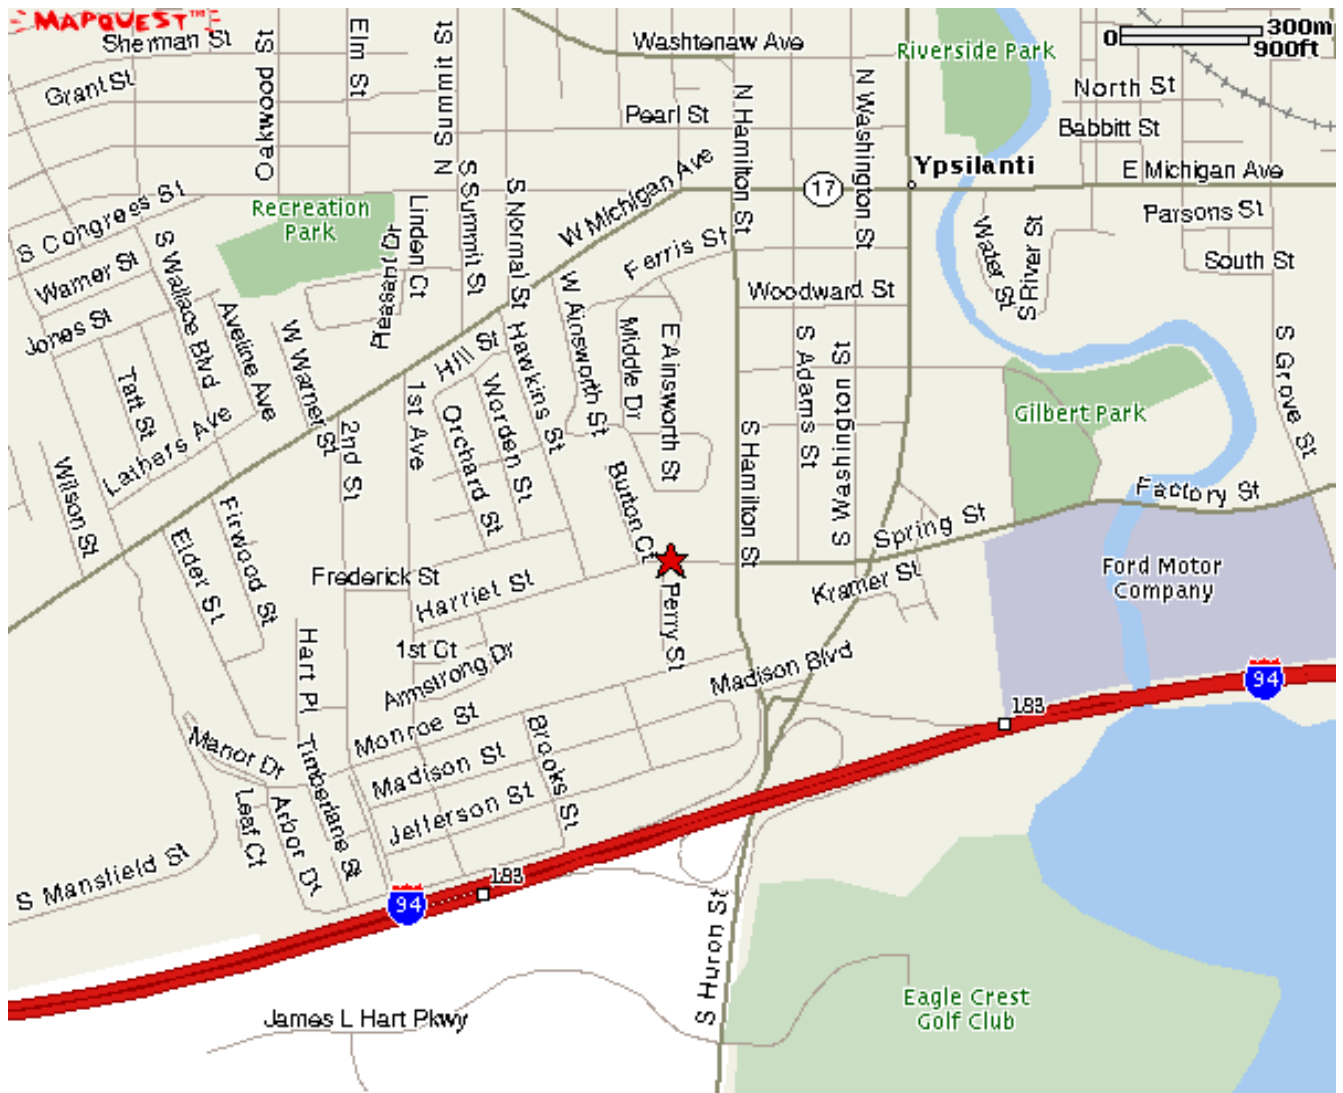 MAPQUEST™
Sherman St
Grant St
Oakwood St
Elm St
N Summit St
Washtenaw Ave
Riverside Park
0
300m
900ft
North St
Babbitt St
Pearl St
N Hamilton St
N Washington St
Ypsilanti
E Michigan Ave
17
W Michigan Ave
S Congress St
Recreation
Park
Linden Ct
Pleasant Dr
S Summit St
S Normal St
Ferris St
Parsons St
South St
Water St
S River St
Warner St
Jones St
S Wallace Blvd
Aveline Ave
W Warner St
Tatt St
Lathers Ave
Hill St
Hawkins St
W Ainsworth St
Middle Dr
E Ainsworth St
Woodward St
S Adams St
S Washington St
S Grove St
Gilbert Park
1st Ave
2nd St
Orchard St
Worden St
Button Ct
S Hamilton St
Wilson St
Elder St
Firwood St
Factory St
Spring St
Frederick St
Harriet St
Perry St
Kramer St
Ford Motor
Company
Hart Pl
1st Ct
Armstrong Dr
Madison Blvd
94
183
Manor Dr
Monroe St
Madison St
Jefferson St
Brooks St
Timberlane St
Leaf Ct
Arbor Dr
S Mansfield St
94
183
S Huron St
James L Hart Pkwy
Eagle Crest
Golf Club